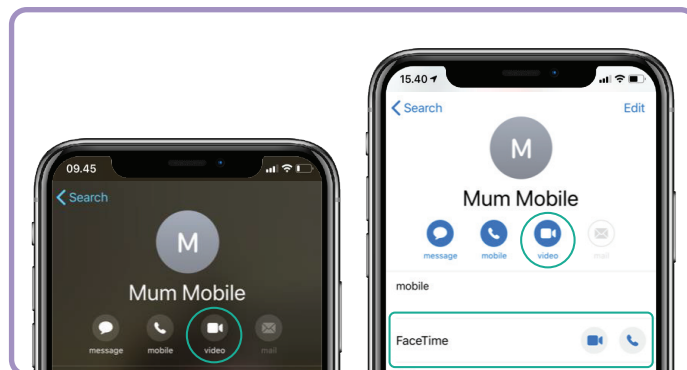 09.45
Search
M
Mum Mobile
message mobile video mail
15.40
Search Edit
M
Mum Mobile
message mobile video mail
mobile
FaceTime